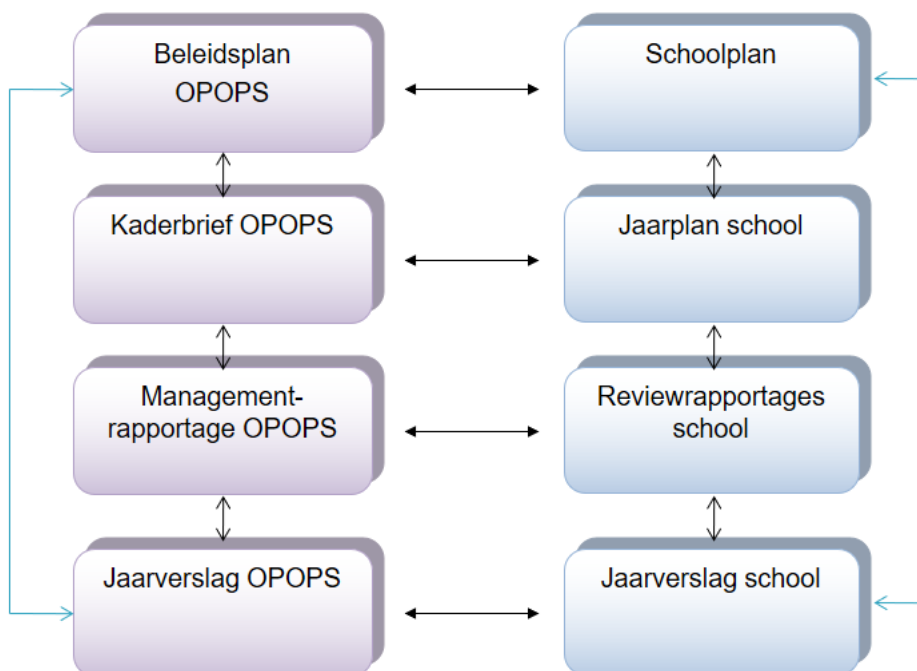 Beleidsplan
OPOPS
Schoolplan
Kaderbrief OPOPS
Jaarplan school
Management-
rapportage OPOPS
Reviewrapportages
school
Jaarverslag OPOPS
Jaarverslag school